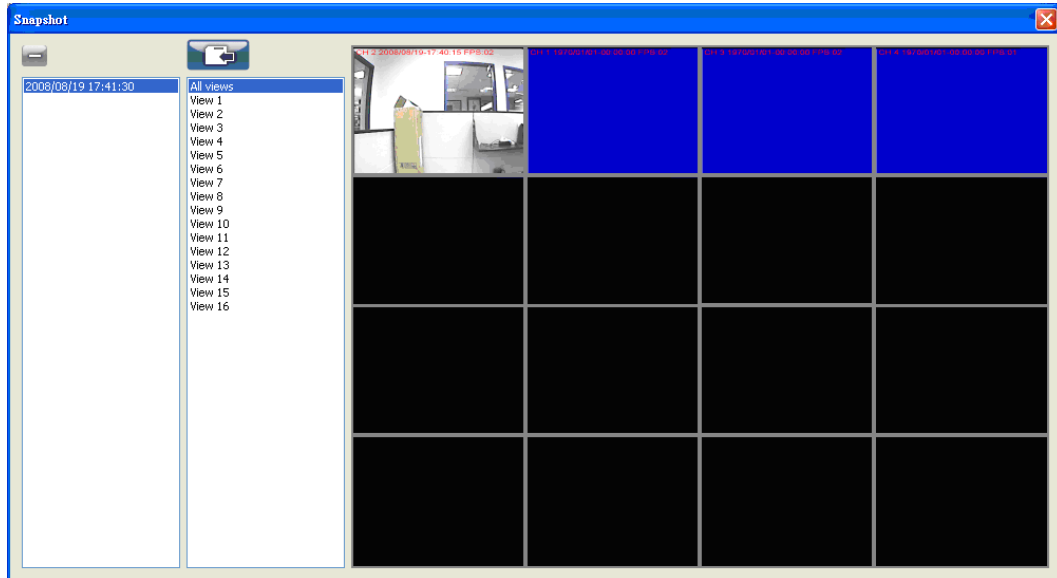 Snapshot
2008/08/19 17:41:30
All views
View 1
View 2
View 3
View 4
View 5
View 6
View 7
View 8
View 9
View 10
View 11
View 12
View 13
View 14
View 15
View 16
CH 2 2008/08/19-17:40:15 FPS:02
CH 1 1970/01/01-00:00:00 FPS:02
CH 3 1970/01/01-00:00:00 FPS:02
CH 4 1970/01/01-00:00:00 FPS:01